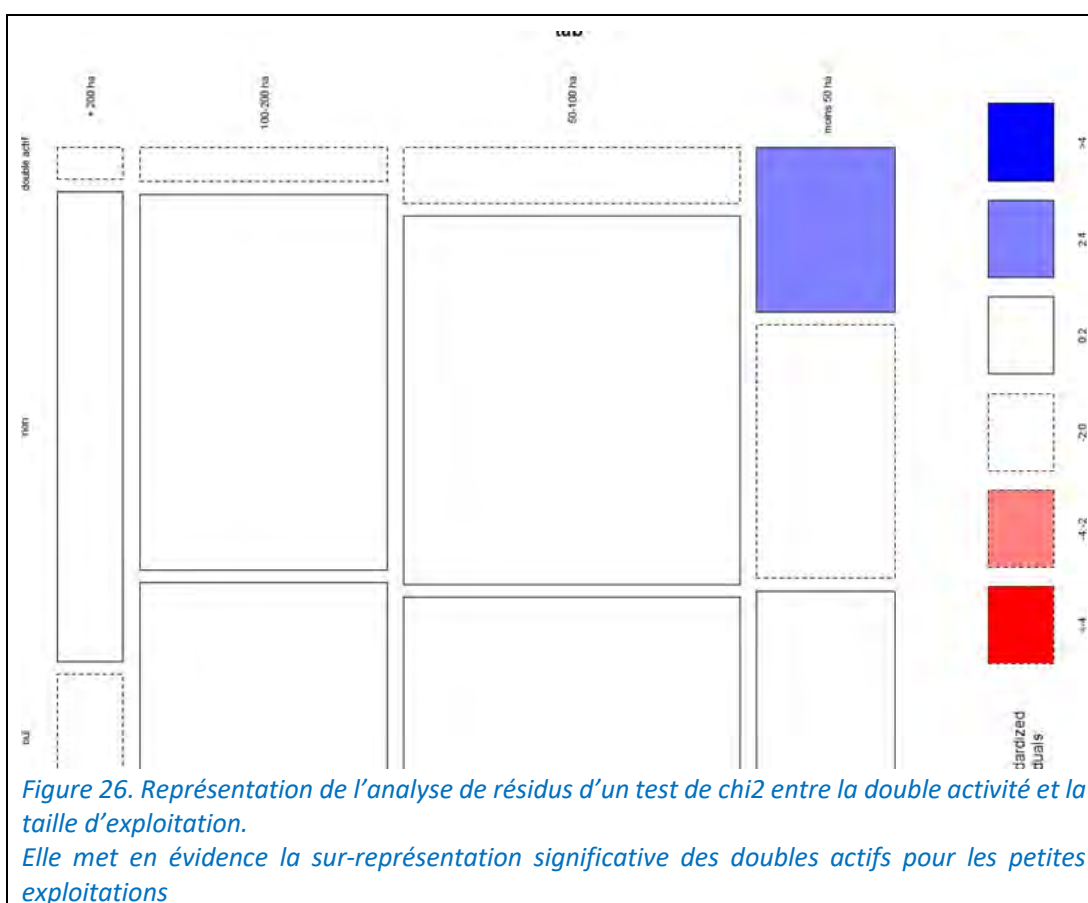 + 200 ha
100-200 ha
50-100 ha
moins 50 ha
double actif
non
oui
>4
2:4
0:2
-2:0
-4:-2
<-4
dardized
duals:
Figure 26. Représentation de l'analyse de résidus d'un test de chi2 entre la double activité et la
taille d'exploitation.
Elle met en évidence la sur-représentation significative des doubles actifs pour les petites
exploitations